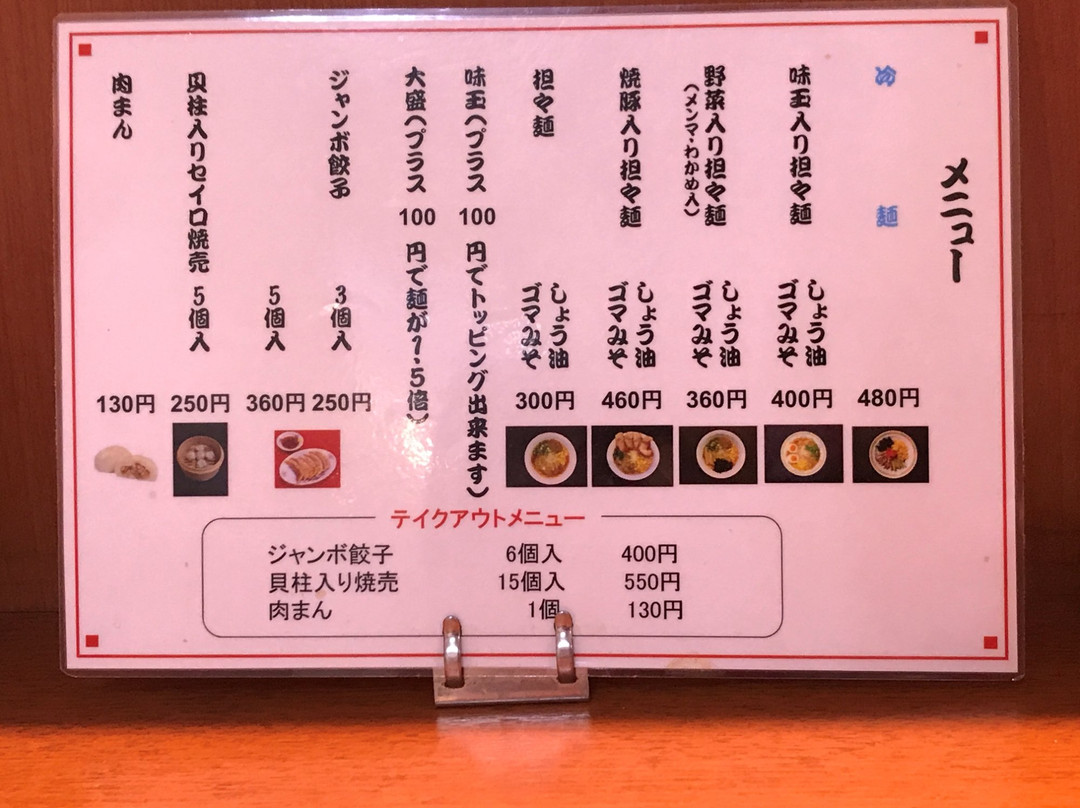 メニュー
冷麺
480円
味玉入り担々麺
しょう油
ゴマみそ
400円
野菜入り担々麺
(メンマ・わかめ入)
しょう油
ゴマみそ
360円
焼豚入り担々麺
しょう油
ゴマみそ
460円
担々麺
しょう油
ゴマみそ
300円
味玉(プラス100円でトッピング出来ます)
大盛(プラス100円で麺が1.5倍)
ジャンボ餃子
3個入
250円
5個入
360円
貝柱入りセイロ焼売 5個入
250円
肉まん
130円
テイクアウトメニュー
ジャンボ餃子 6個入 400円
貝柱入り焼売 15個入 550円
肉まん 1個 130円